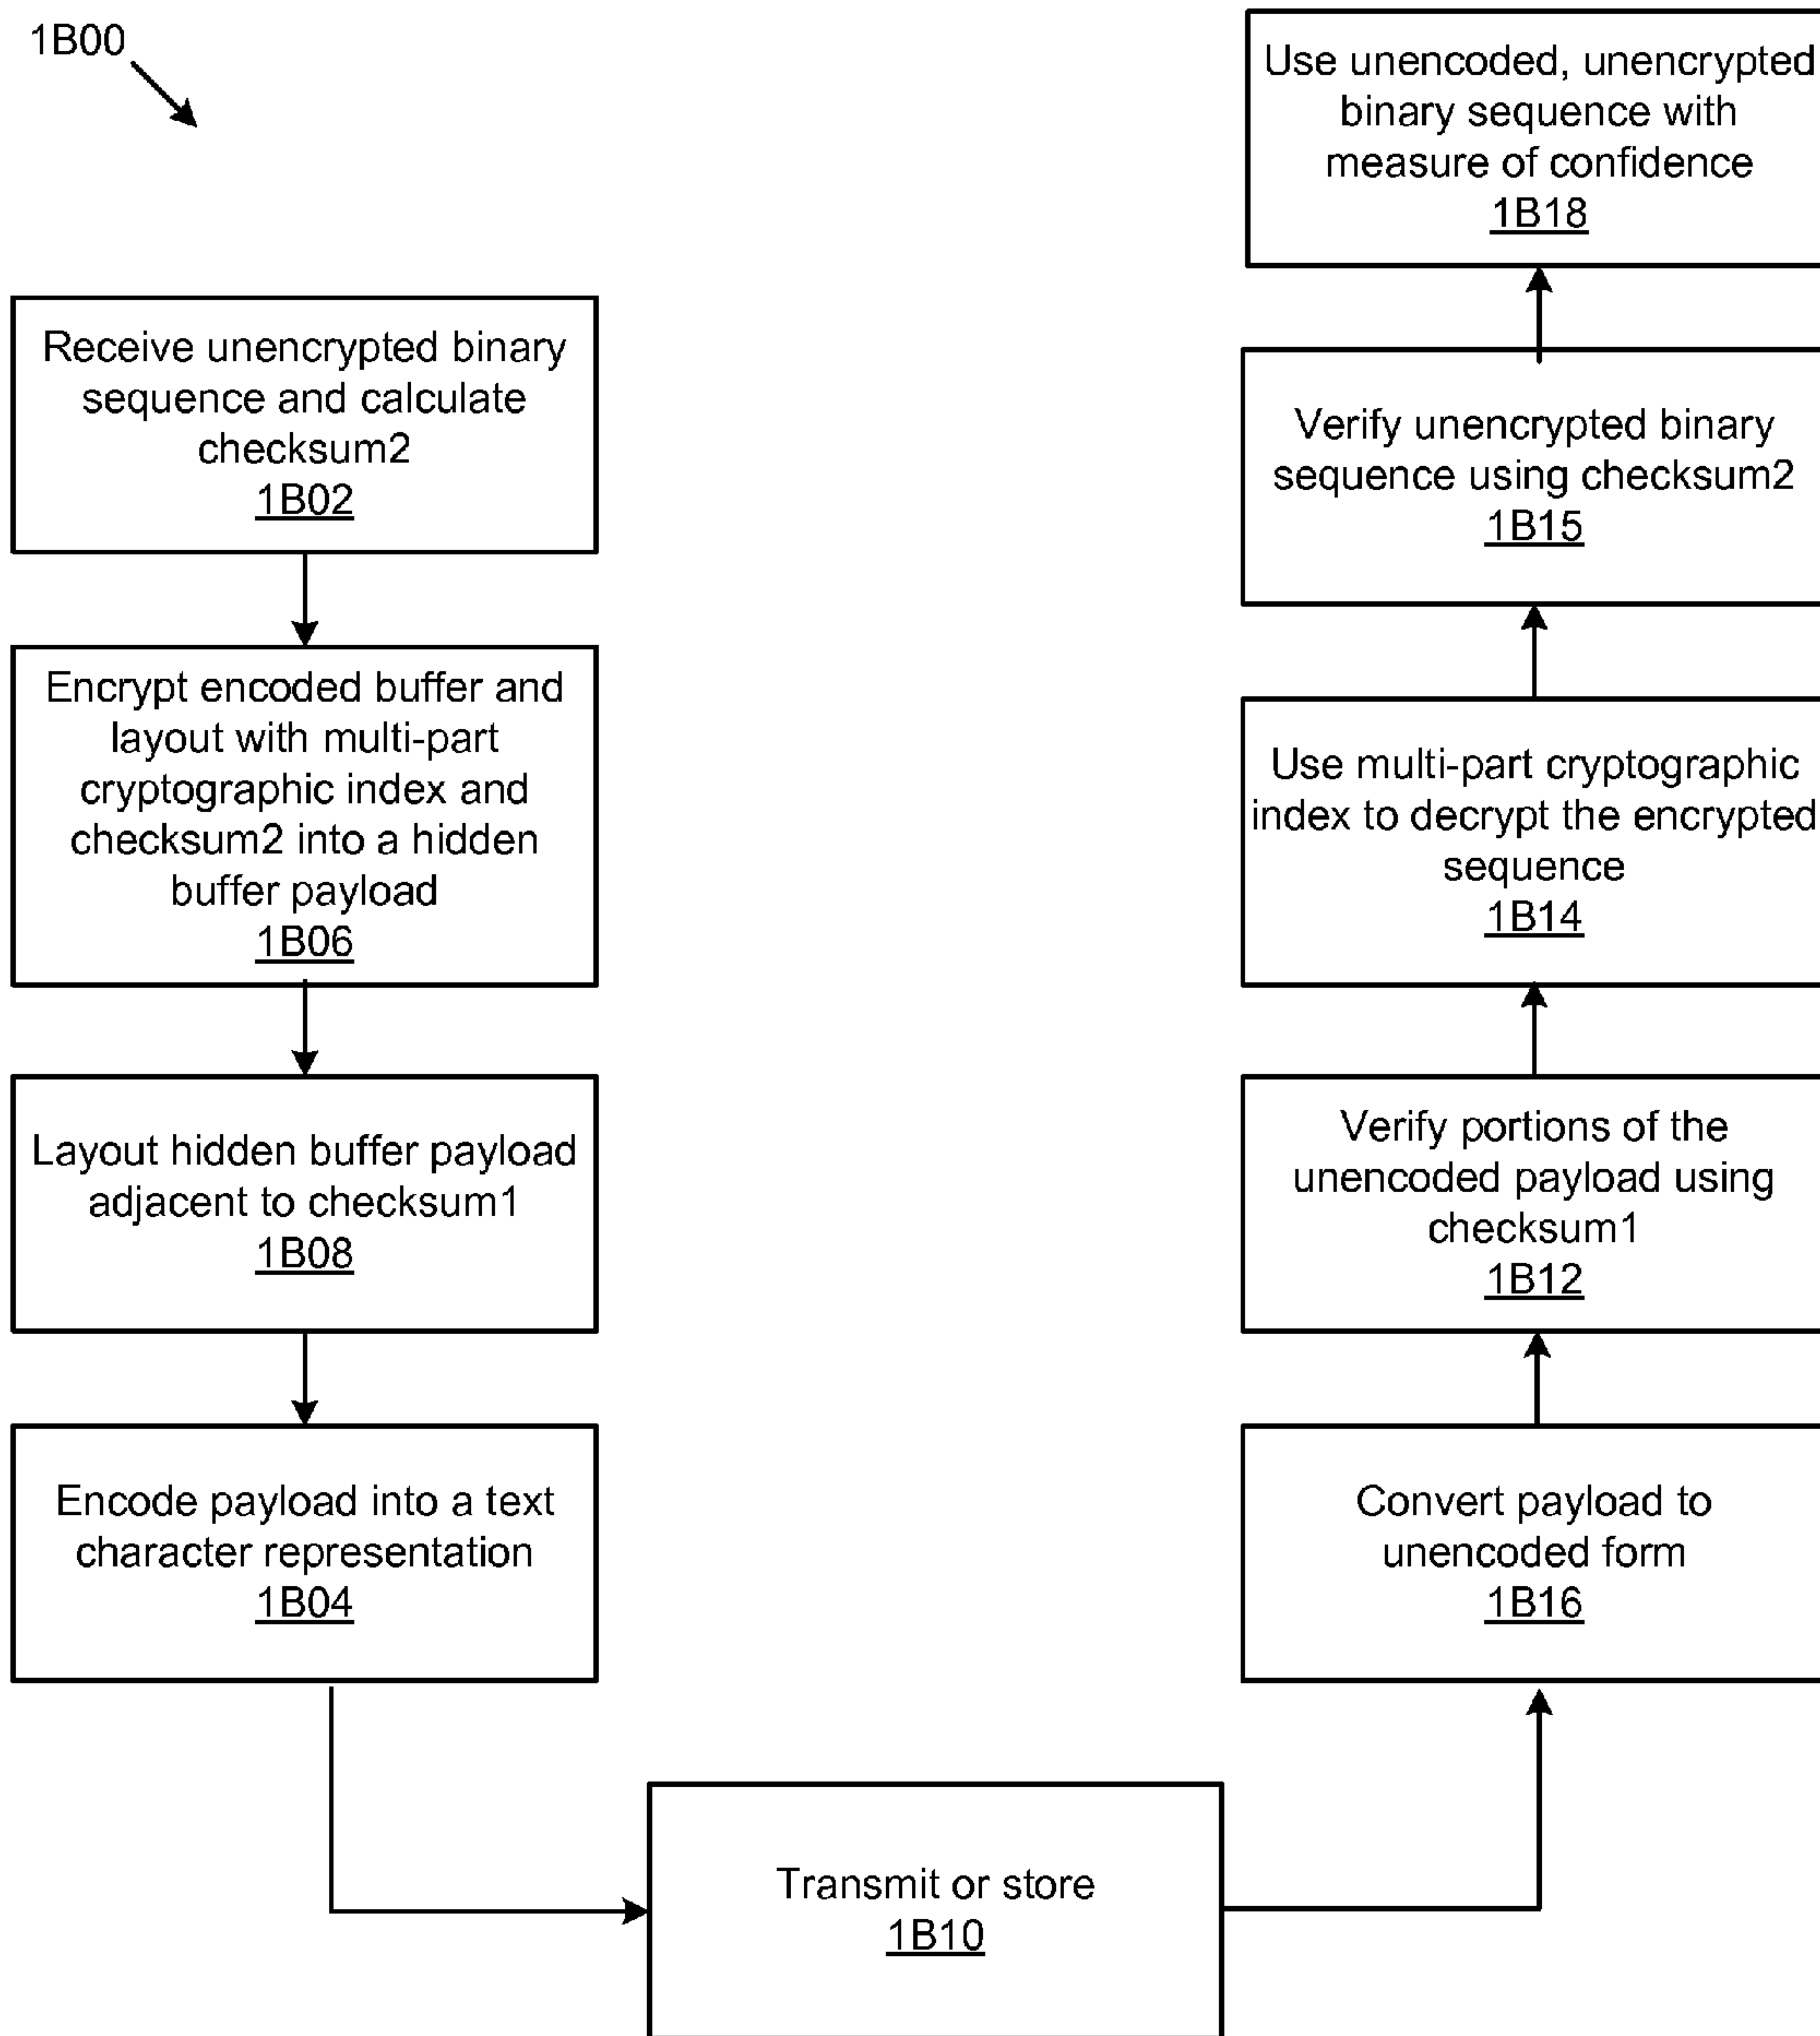 1B00
Receive unencrypted binary
sequence and calculate
checksum2
1B02
Encrypt encoded buffer and
layout with multi-part
cryptographic index and
checksum2 into a hidden
buffer payload
1B06
Layout hidden buffer payload
adjacent to checksum1
1B08
Encode payload into a text
character representation
1B04
Transmit or store
1B10
Convert payload to
unencoded form
1B16
Verify portions of the
unencoded payload using
checksum1
1B12
Use multi-part cryptographic
index to decrypt the encrypted
sequence
1B14
Verify unencrypted binary
sequence using checksum2
1B15
Use unencoded, unencrypted
binary sequence with
measure of confidence
1B18